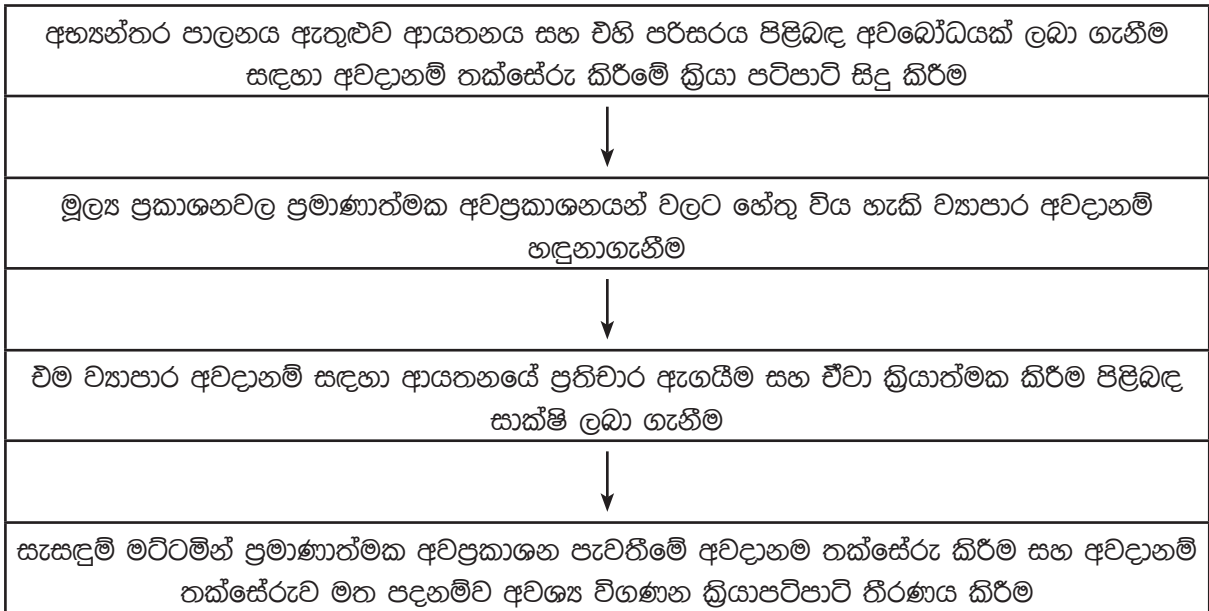 අභ්‍යන්තර පාලනය ඇතුළුව ආයතනය සහ එහි පරිසරය පිළිබඳ අවබෝධයක් ලබා ගැනීම
සඳහා අවදානම් තක්සේරු කිරීමේ ක්‍රියා පටිපාටි සිදු කිරීම
මූල්‍ය ප්‍රකාශනවල ප්‍රමාණාත්මක අවප්‍රකාශනයන් වලට හේතු විය හැකි ව්‍යාපාර අවදානම්
හඳුනාගැනීම
එම ව්‍යාපාර අවදානම් සඳහා ආයතනයේ ප්‍රතිචාර ඇගයීම සහ ඒවා ක්‍රියාත්මක කිරීම පිළිබඳ
සාක්ෂි ලබා ගැනීම
සැසඳුම් මට්ටමින් ප්‍රමාණාත්මක අවප්‍රකාශන පැවතීමේ අවදානම තක්සේරු කිරීම සහ අවදානම්
තක්සේරුව මත පදනම්ව අවශ්‍ය විගණන ක්‍රියාපටිපාටි තීරණය කිරීම